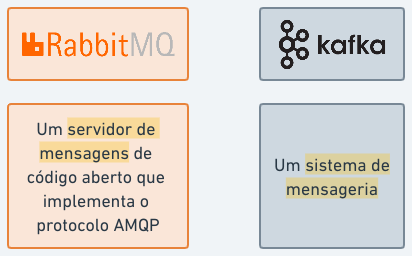 RabbitMQ
kafka
Um servidor de
mensagens de
código aberto que
implementa o
protocolo AMQP
Um sistema de
mensageria